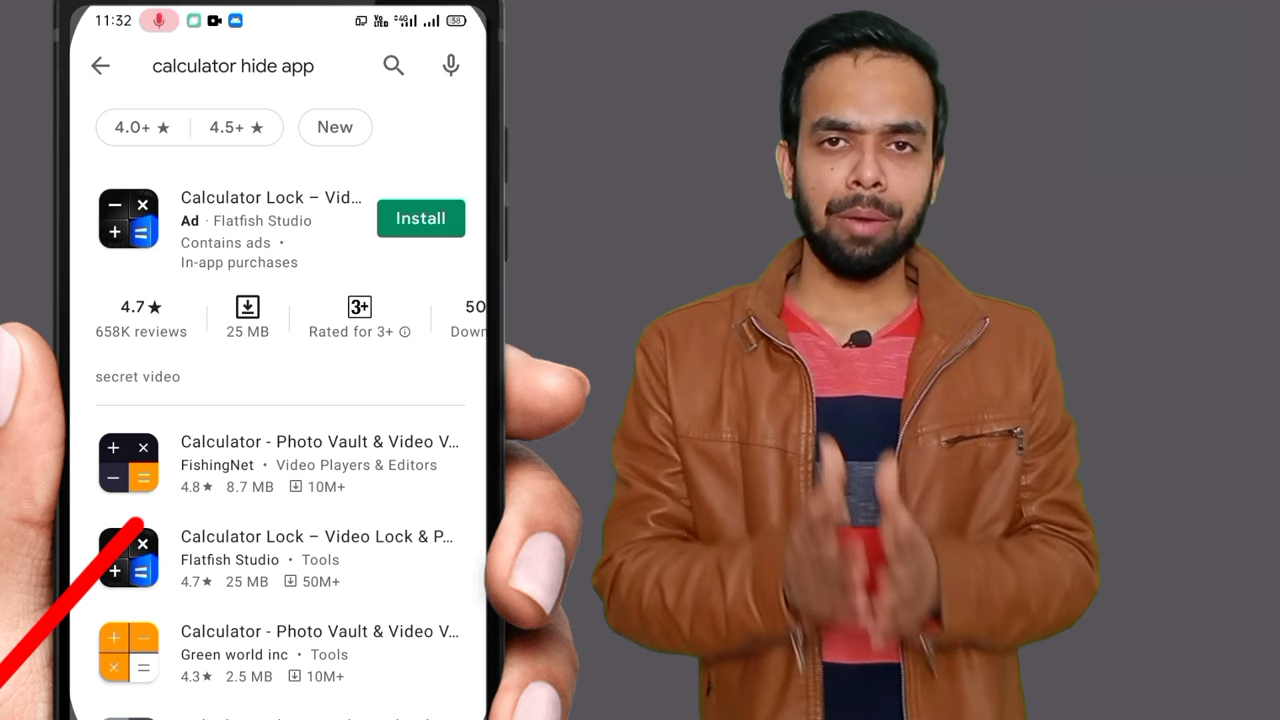 11:32
Vo LTE 4G 38
calculator hide app
4.0+ ★ 4.5+ ★ New
Calculator Lock – Vid…
Ad · Flatfish Studio
Install
Contains ads •
In-app purchases
4.7★ 3+ 50
658K reviews 25 MB Rated for 3+ Down
secret video
Calculator - Photo Vault & Video V…
FishingNet • Video Players & Editors
4.8★ 8.7 MB 10M+
Calculator Lock – Video Lock & P…
Flatfish Studio • Tools
4.7★ 25 MB 50M+
Calculator - Photo Vault & Video V…
Green world inc • Tools
4.3★ 2.5 MB 10M+